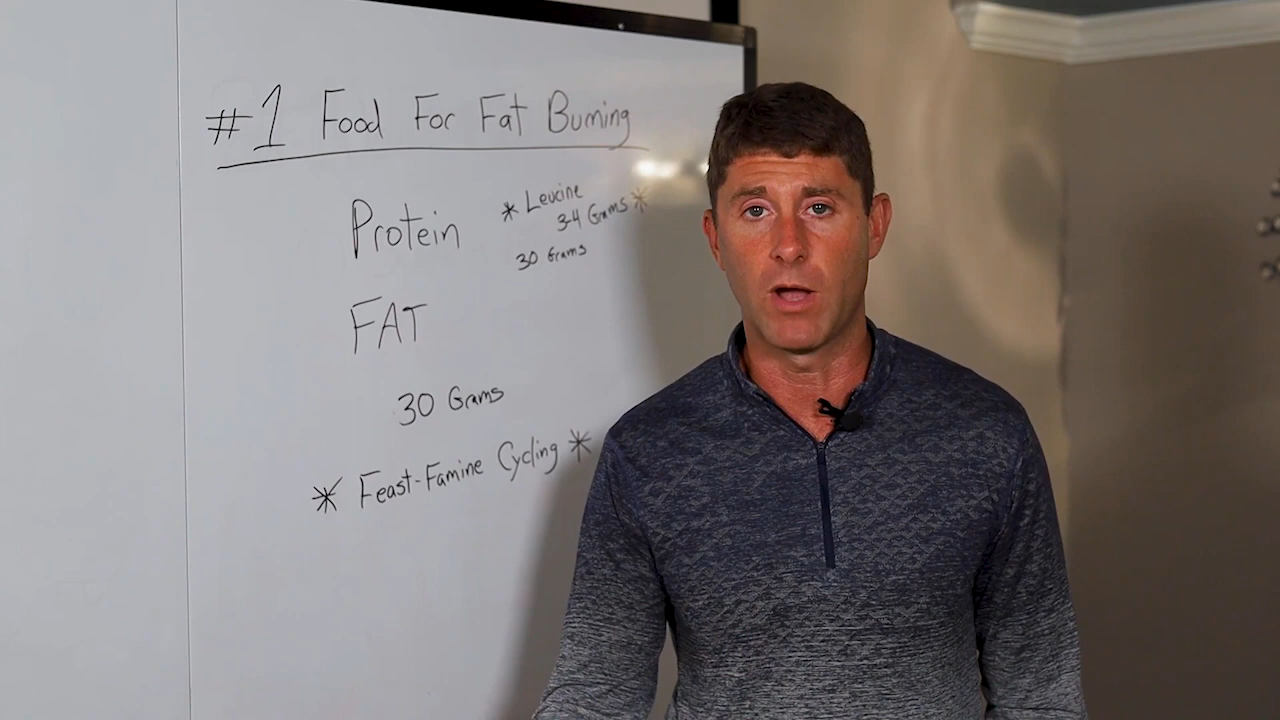 #1 Food For Fat Burning
Protein
* Leucine
3-4 Grams *
30 Grams
FAT
30 Grams
* Feast-Famine Cycling *